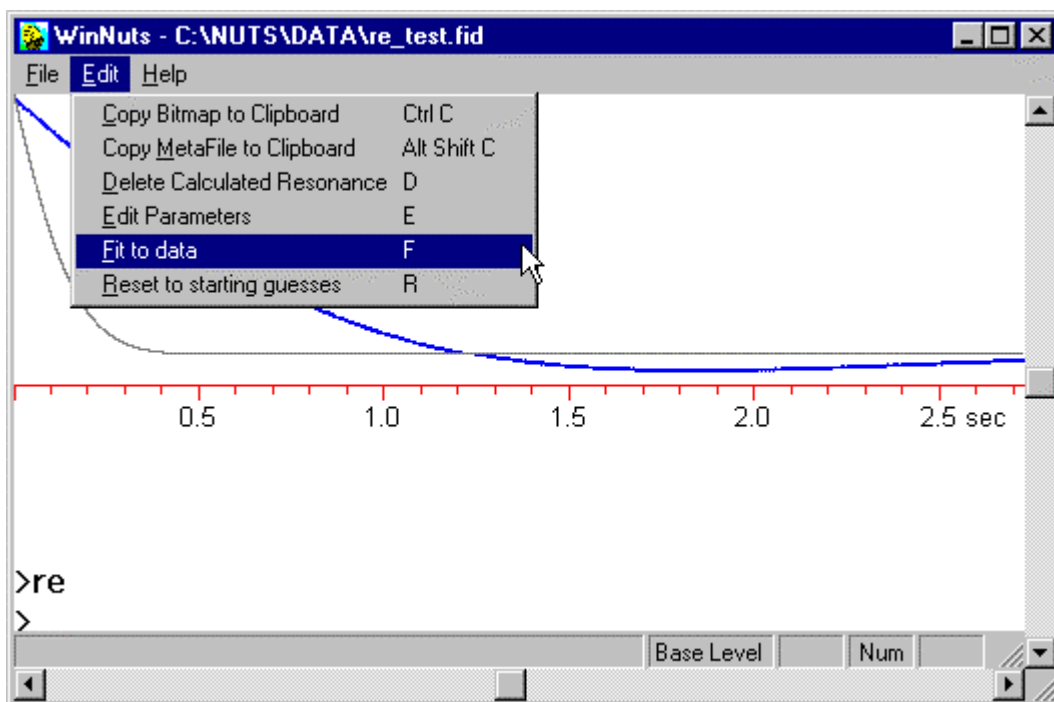 WinNuts - C:\NUTS\DATA\re_test.fid
File Edit Help
Copy Bitmap to Clipboard Ctrl C
Copy MetaFile to Clipboard Alt Shift C
Delete Calculated Resonance D
Edit Parameters E
Fit to data F
Reset to starting guesses R
0.5 1.0 1.5 2.0 2.5 sec
>re
>
Base Level Num